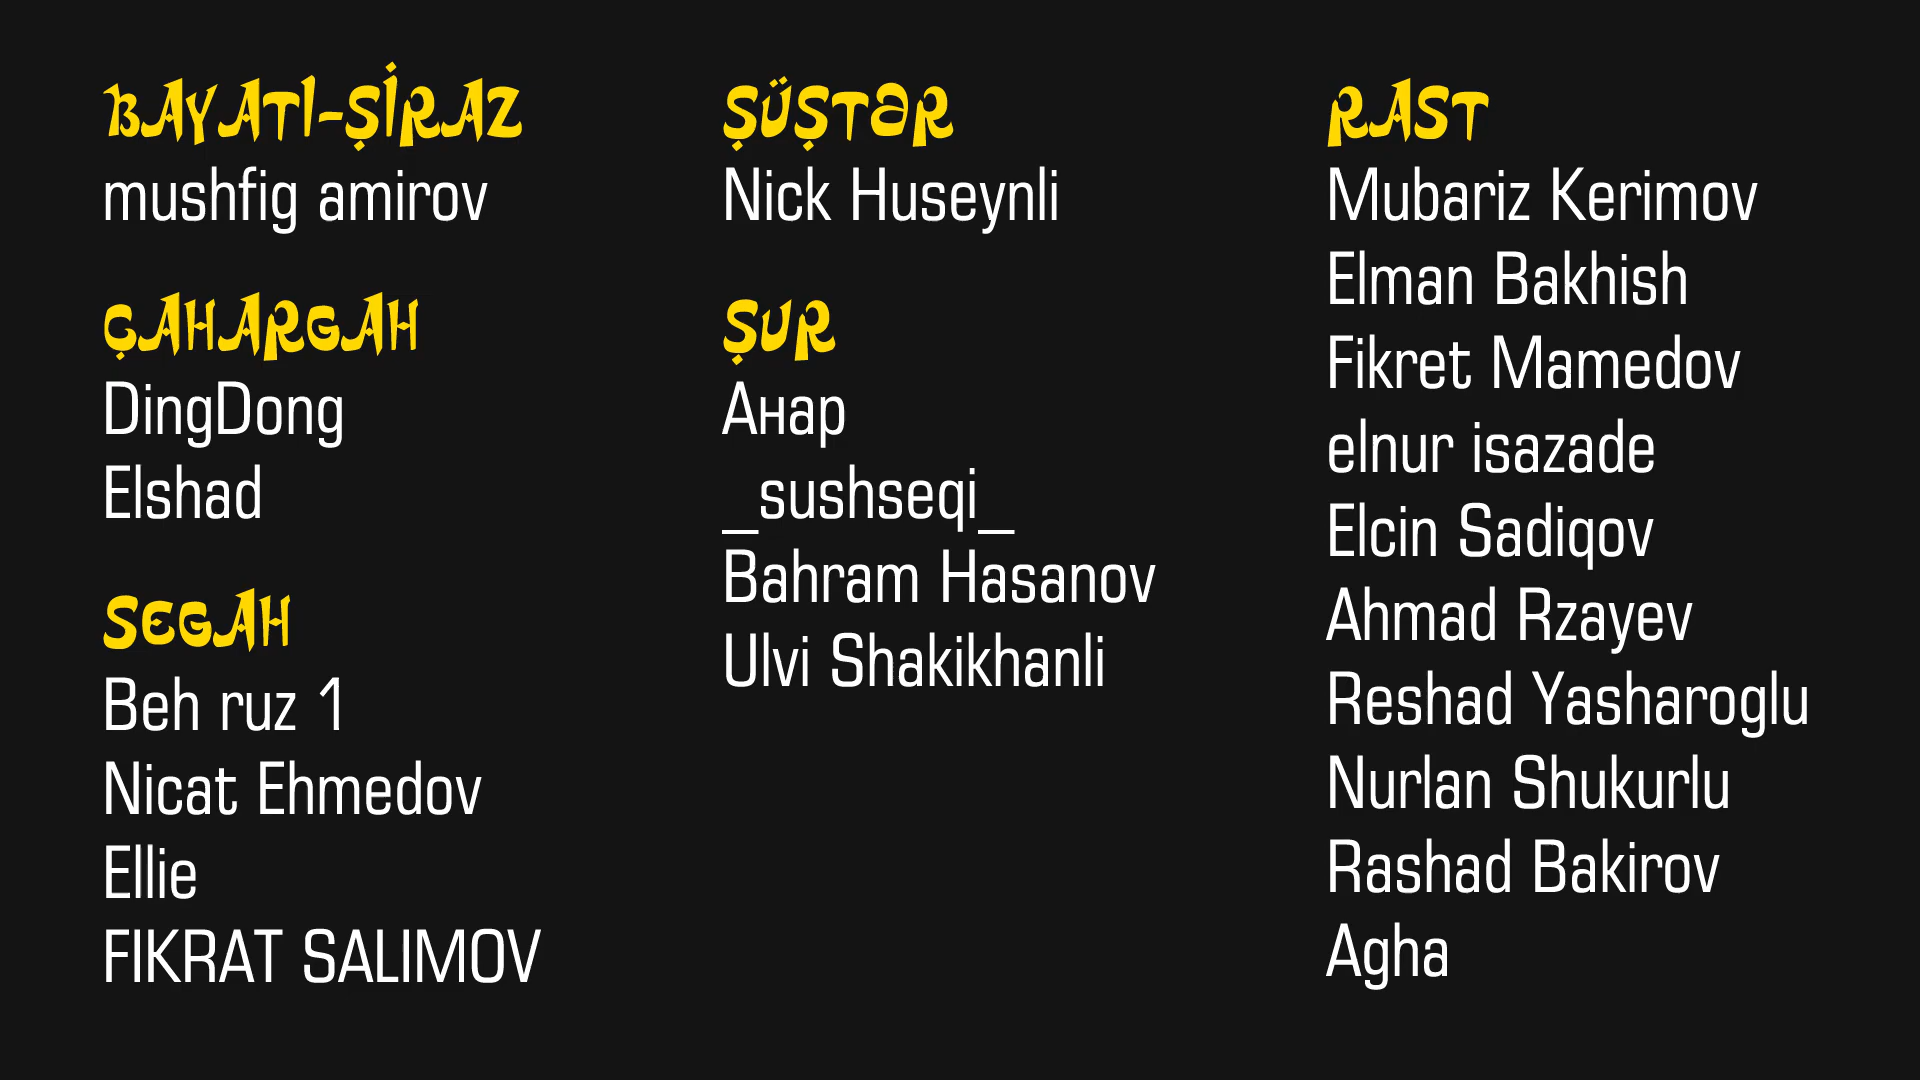 BAYATI-ŞİRAZ
mushfig amirov
ÇAHARGAH
DingDong
Elshad
SEGAH
Beh ruz 1
Nicat Ehmedov
Ellie
FIKRAT SALIMOV
ŞÜŞTƏR
Nick Huseynli
ŞUR
Анар
_sushseqi_
Bahram Hasanov
Ulvi Shakikhanli
RAST
Mubariz Kerimov
Elman Bakhish
Fikret Mamedov
elnur isazade
Elcin Sadiqov
Ahmad Rzayev
Reshad Yasharoglu
Nurlan Shukurlu
Rashad Bakirov
Agha